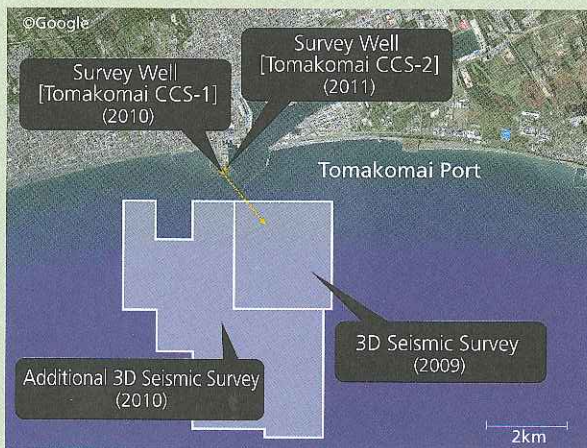 ©Google
Survey Well
[Tomakomai CCS-1]
(2010)
Survey Well
[Tomakomai CCS-2]
(2011)
Tomakomai Port
3D Seismic Survey
(2009)
Additional 3D Seismic Survey
(2010)
2km